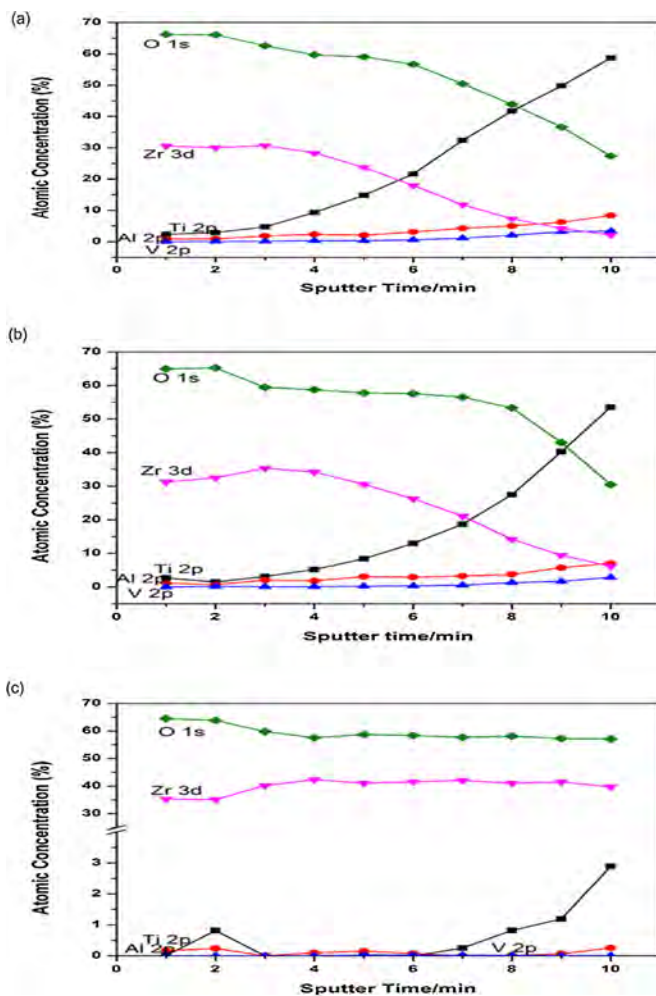 (a)
70
60
50
40
30
20
10
0
Atomic Concentration (%)
O 1s
Zr 3d
Ti 2p
Al 2p
V 2p
0 2 4 6 8 10
Sputter Time/min
(b)
70
60
50
40
30
20
10
0
Atomic Concentration (%)
O 1s
Zr 3d
Ti 2p
Al 2p
V 2p
0 2 4 6 8 10
Sputter time/min
(c)
70
60
50
40
30
3
2
1
0
Atomic Concentration (%)
O 1s
Zr 3d
Ti 2p
Al 2p
V 2p
0 2 4 6 8 10
Sputter Time/min